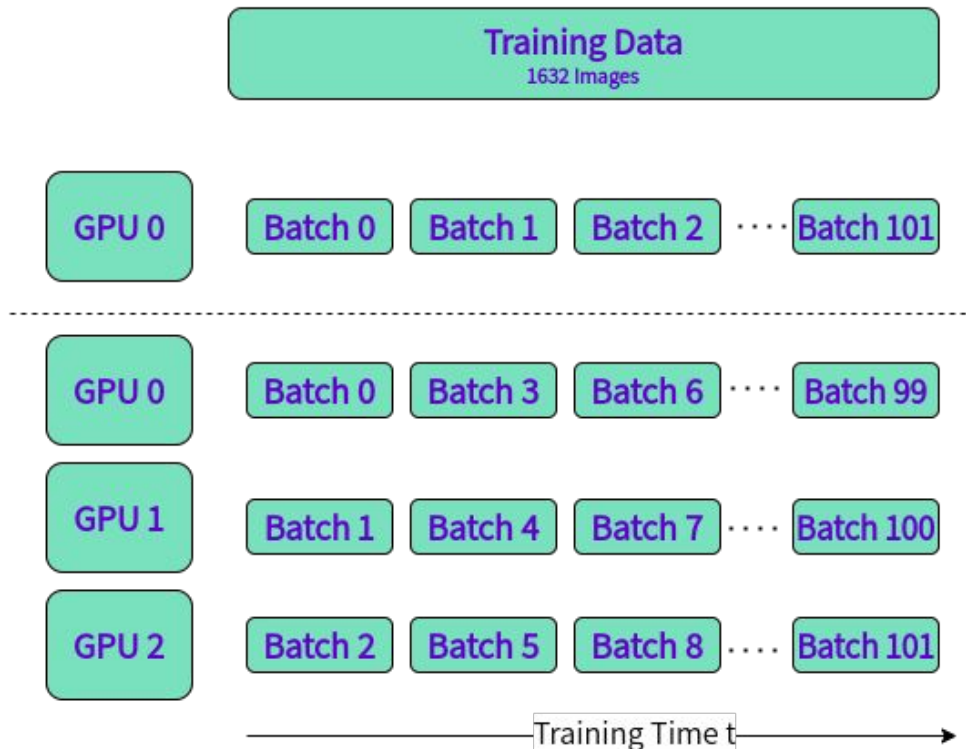 Training Data
1632 Images
GPU 0
Batch 0
Batch 1
Batch 2
....
Batch 101
GPU 0
Batch 0
Batch 3
Batch 6
....
Batch 99
GPU 1
Batch 1
Batch 4
Batch 7
....
Batch 100
GPU 2
Batch 2
Batch 5
Batch 8
....
Batch 101
Training Time t